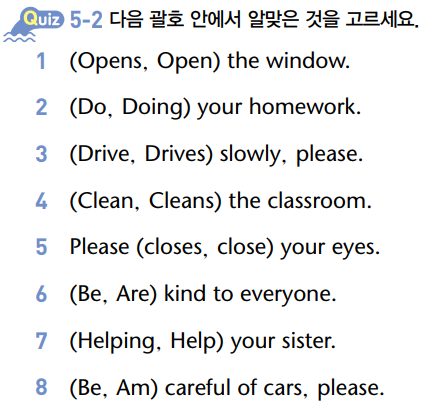 Quiz 5-2 다음 괄호 안에서 알맞은 것을 고르세요.
1 (Opens, Open) the window.
2 (Do, Doing) your homework.
3 (Drive, Drives) slowly, please.
4 (Clean, Cleans) the classroom.
5 Please (closes, close) your eyes.
6 (Be, Are) kind to everyone.
7 (Helping, Help) your sister.
8 (Be, Am) careful of cars, please.